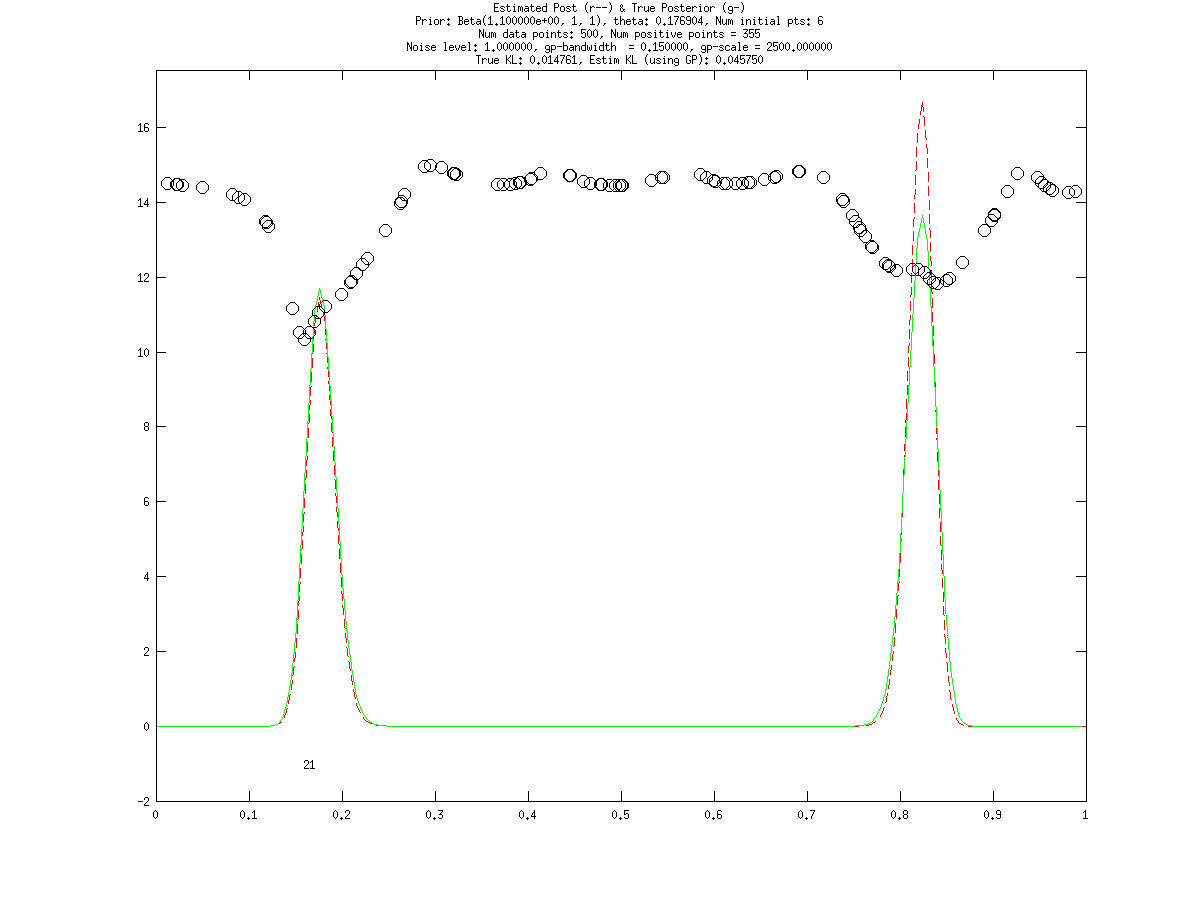 Estimated Post (r--) & True Posterior (g-)
Prior: Beta(1.100000e+00, 1, 1), theta: 0.176904, Num initial pts: 6
Num data points: 500, Num positive points = 355
Noise level: 1.000000, gp-bandwidth  = 0.150000, gp-scale = 2500.000000
True KL: 0.014761, Estim KL (using GP): 0.045750
16
14
12
10
8
6
4
2
0
21
-2
0 0.1 0.2 0.3 0.4 0.5 0.6 0.7 0.8 0.9 1